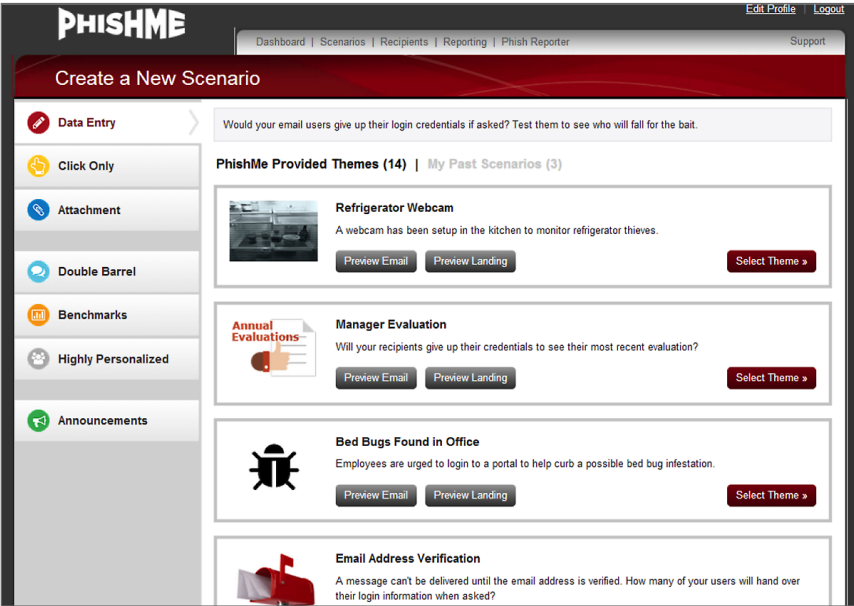 Edit Profile | Logout
PHISHME
Dashboard | Scenarios | Recipients | Reporting | Phish Reporter
Support
Create a New Scenario
Data Entry
Click Only
Attachment
Double Barrel
Benchmarks
Highly Personalized
Announcements
Would your email users give up their login credentials if asked? Test them to see who will fall for the bait.
PhishMe Provided Themes (14) | My Past Scenarios (3)
Refrigerator Webcam
A webcam has been setup in the kitchen to monitor refrigerator thieves.
Preview Email Preview Landing Select Theme »
Annual
Evaluations
Manager Evaluation
Will your recipients give up their credentials to see their most recent evaluation?
Preview Email Preview Landing Select Theme »
Bed Bugs Found in Office
Employees are urged to login to a portal to help curb a possible bed bug infestation.
Preview Email Preview Landing Select Theme »
Email Address Verification
A message can't be delivered until the email address is verified. How many of your users will hand over
their login information when asked?